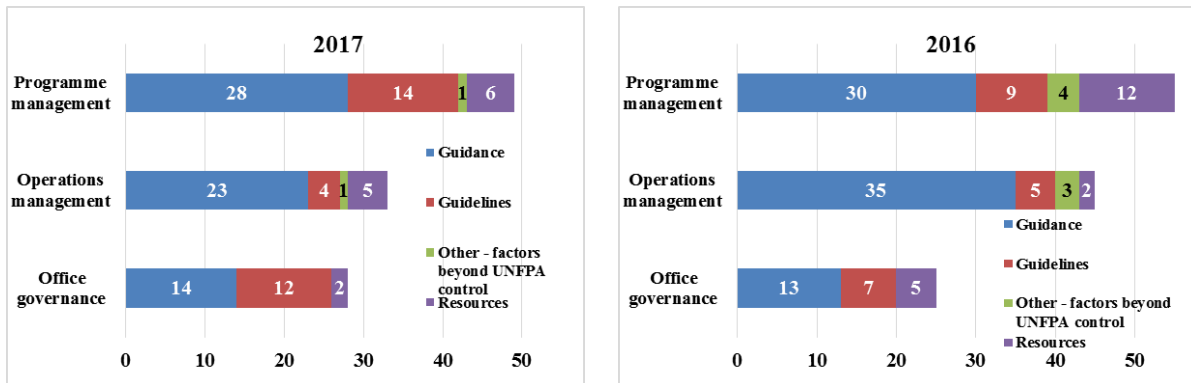 2017
Programme
management
28 14 1 6
Operations
management
23 4 1 5
Office
governance
14 12 2
Guidance
Guidelines
Other - factors
beyond UNFPA
control
Resources
0 10 20 30 40 50
2016
Programme
management
30 9 4 12
Operations
management
35 5 3 2
Office
governance
13 7 5
Guidance
Guidelines
Other - factors beyond
UNFPA control
Resources
0 10 20 30 40 50